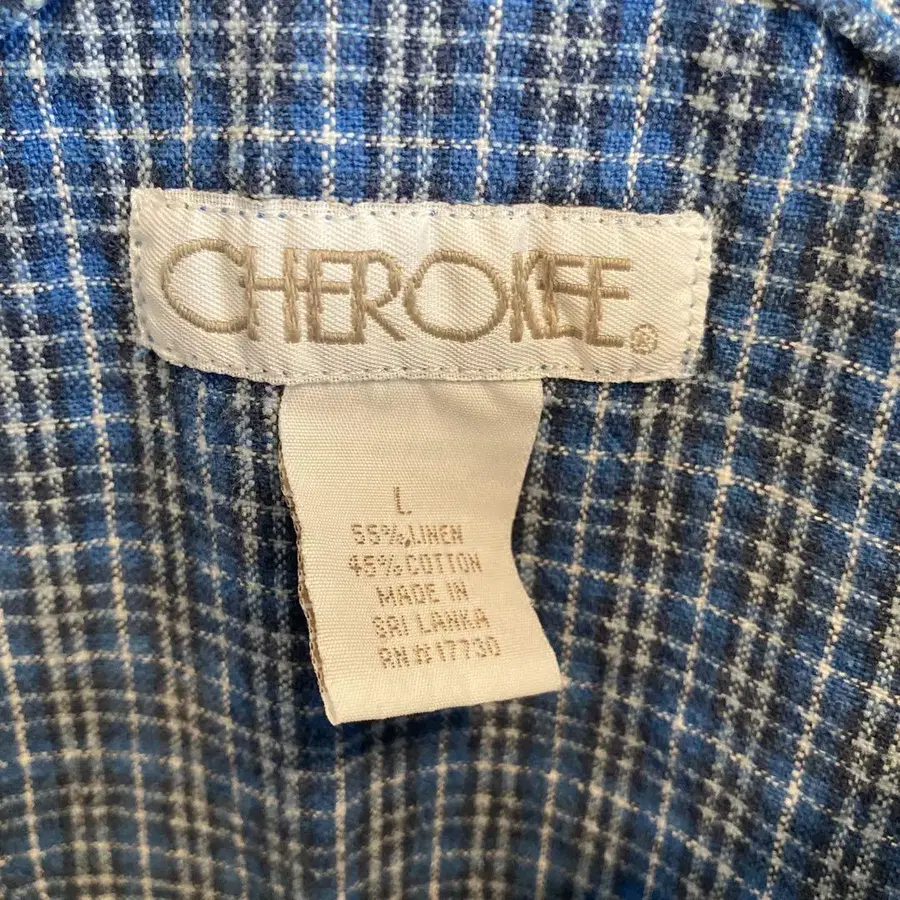 CHEROKEE®
L
55% LINEN
45% COTTON
MADE IN
SRI LANKA
RN#17730